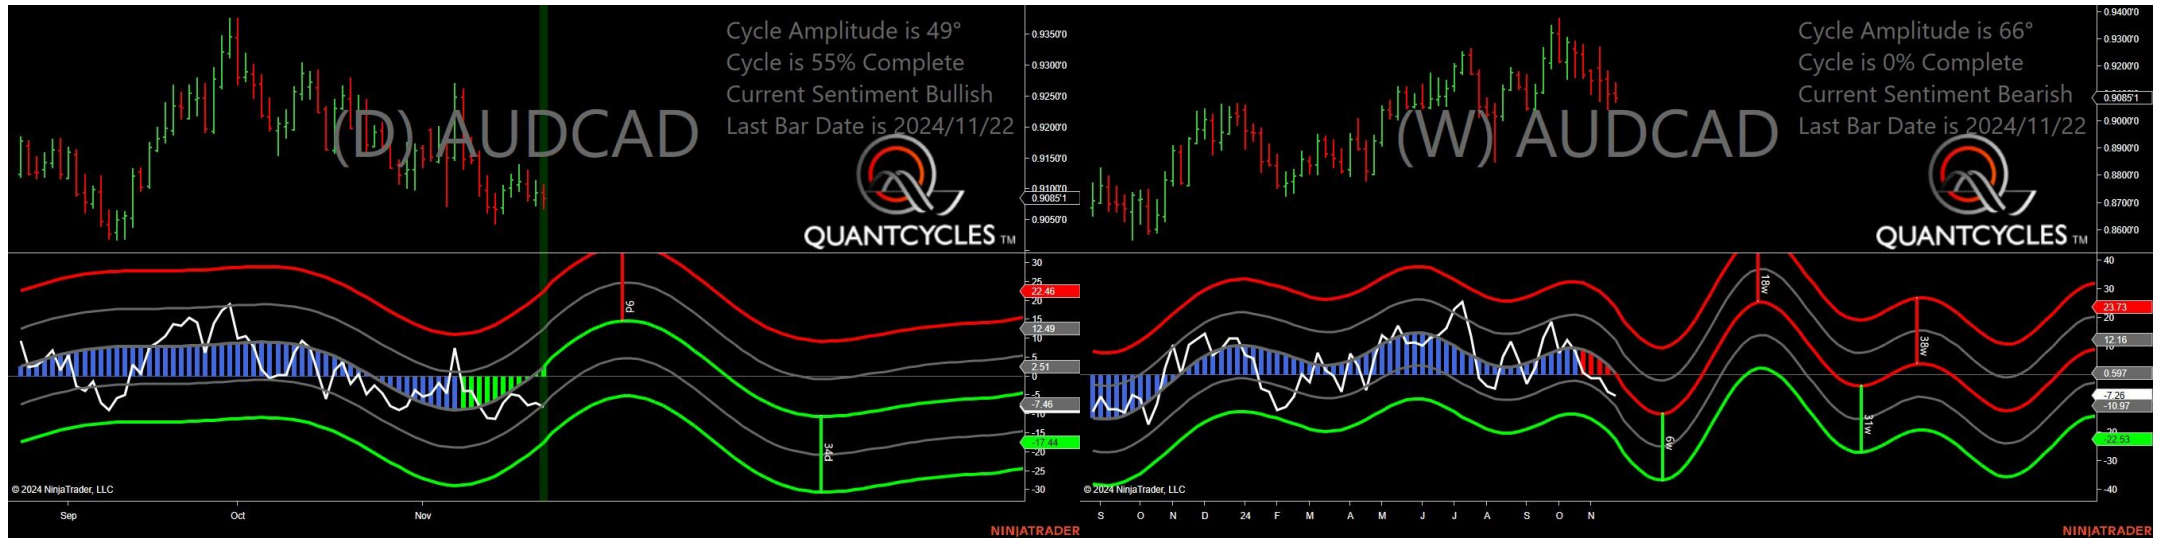 Cycle Amplitude is 49°
Cycle is 55% Complete
Current Sentiment Bullish
Last Bar Date is 2024/11/22
(D) AUDCAD
QUANTCYCLES TM
0.9350'0
0.9300'0
0.9250'0
0.9200'0
0.9150'0
0.9100'0
0.9085'1
0.9050'0
30
25
22.46
20
15
12.49
10
5
2.51
0
-5
-7.46
-10
-15
-17.44
-20
-25
-30
9d
34d
© 2024 NinjaTrader, LLC
Sep Oct Nov
NINJATRADER
Cycle Amplitude is 66°
Cycle is 0% Complete
Current Sentiment Bearish
Last Bar Date is 2024/11/22
(W) AUDCAD
QUANTCYCLES TM
0.9400'0
0.9300'0
0.9200'0
0.9085'1
0.9000'0
0.8900'0
0.8800'0
0.8700'0
0.8600'0
40
30
23.73
20
12.16
10
0.597
-7.26
-10.97
-20
-22.53
-30
-40
18w
38w
6w
31w
© 2024 NinjaTrader, LLC
S O N D 24 F M A M J J A S O N
NINJATRADER